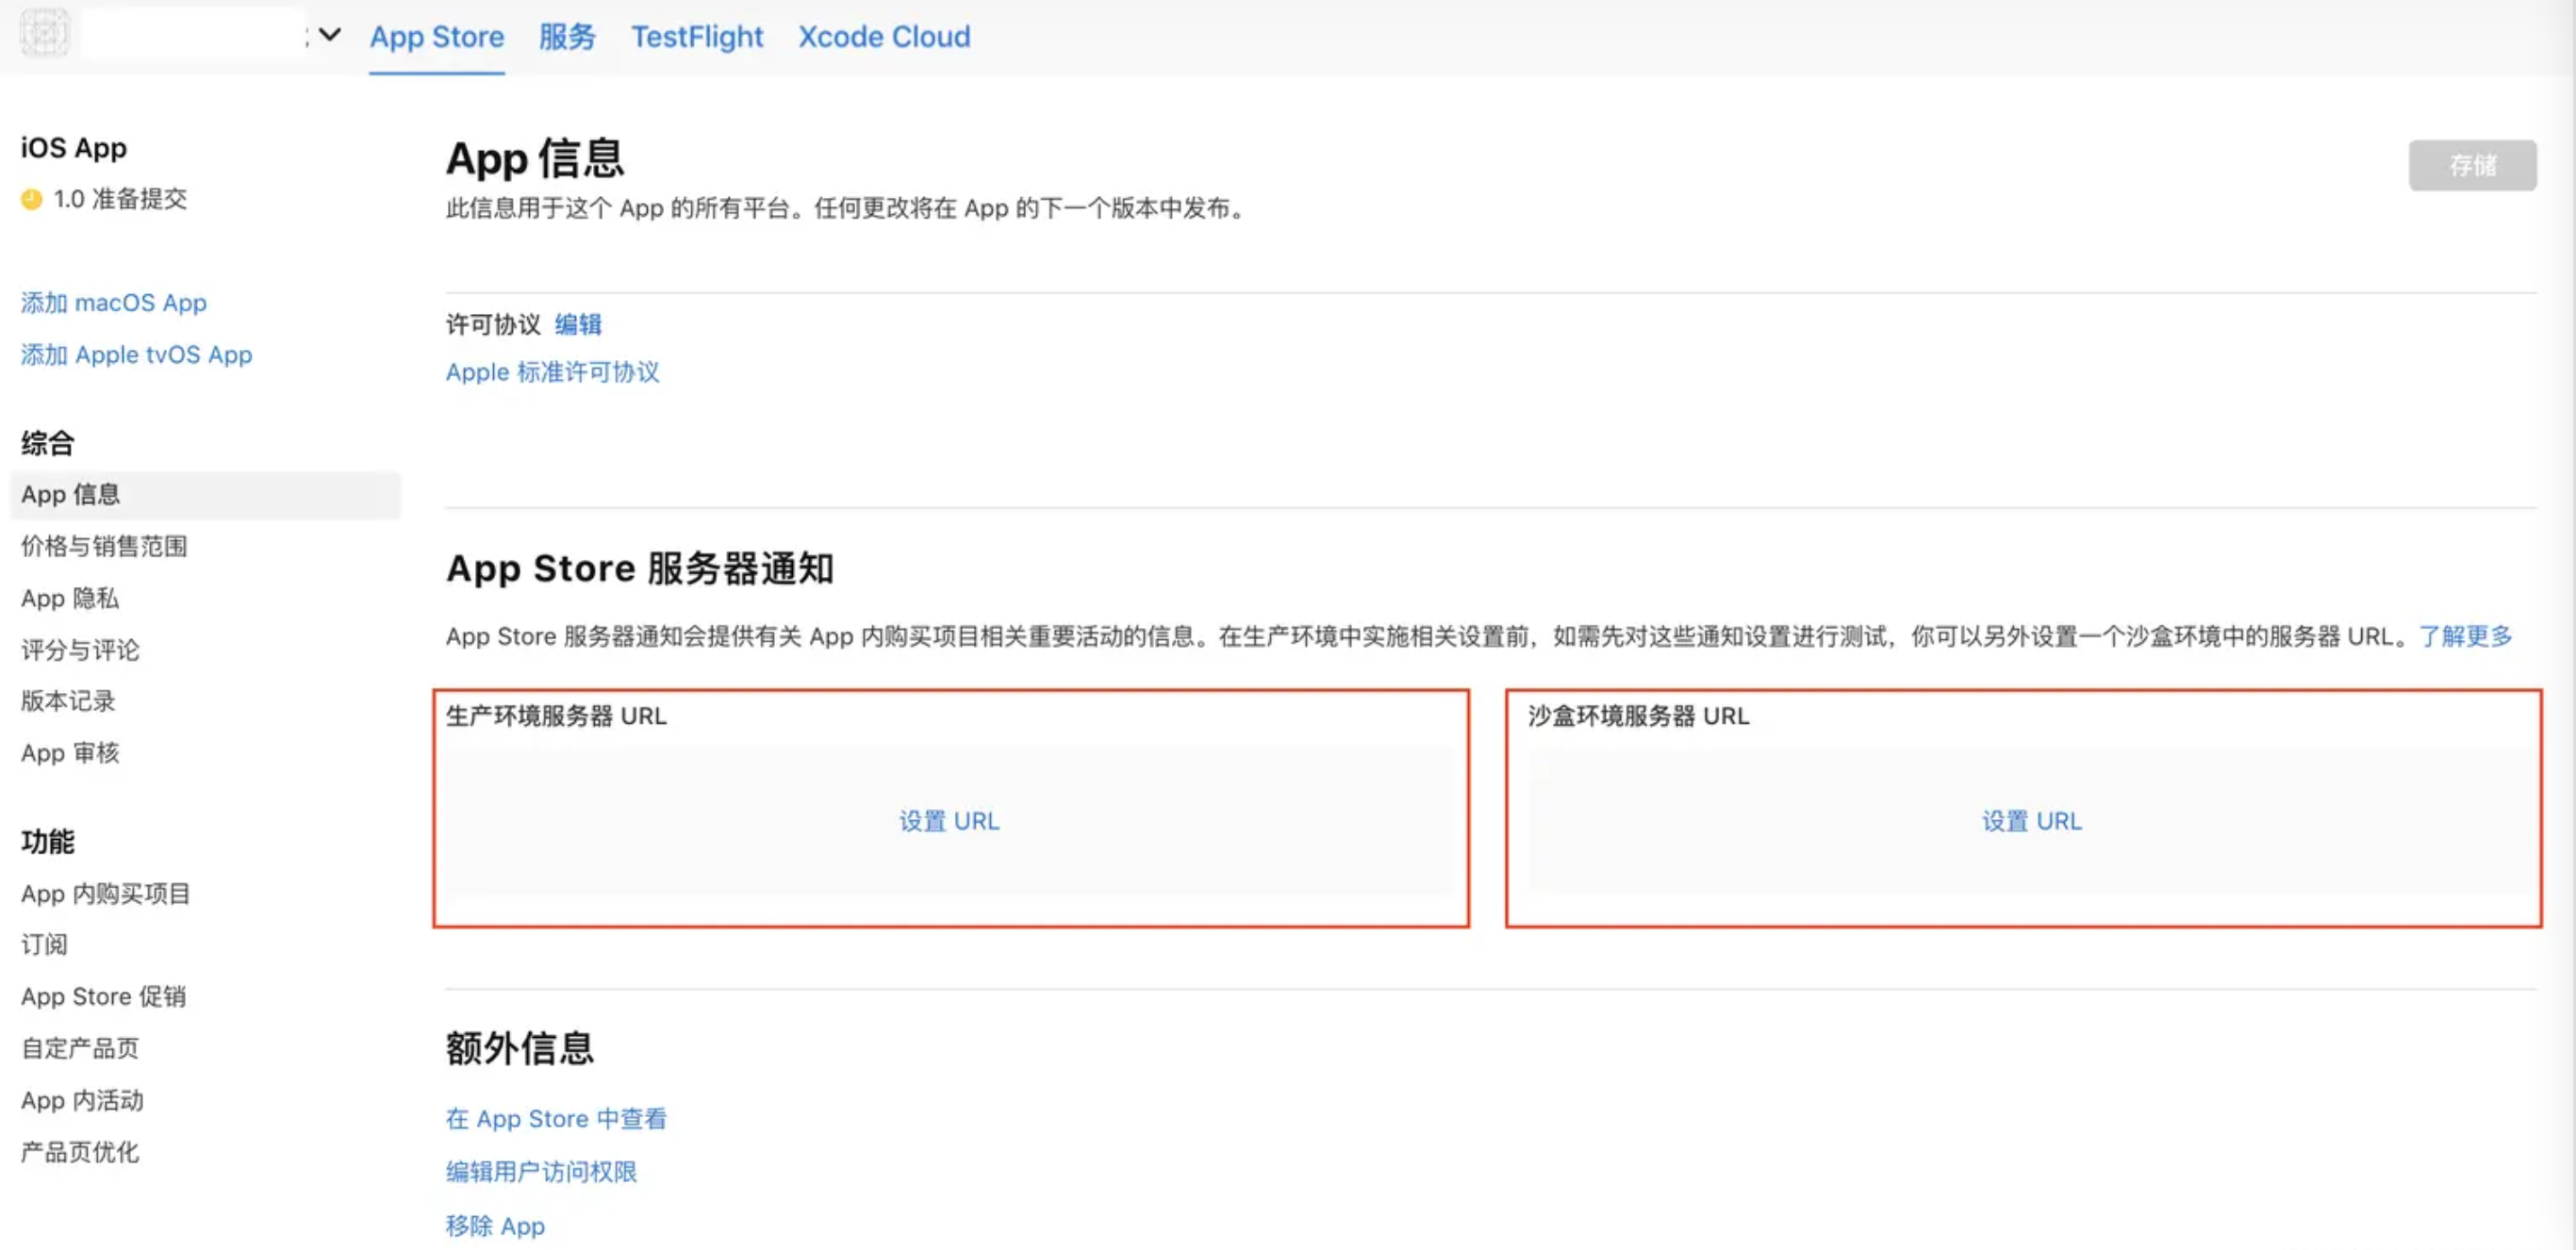 App Store 服务 TestFlight Xcode Cloud
iOS App
1.0 准备提交
添加 macOS App
添加 Apple tvOS App
综合
App 信息
价格与销售范围
App 隐私
评分与评论
版本记录
App 审核
功能
App 内购买项目
订阅
App Store 促销
自定产品页
App 内活动
产品页优化
App 信息
存储
此信息用于这个 App 的所有平台。任何更改将在 App 的下一个版本中发布。
许可协议 编辑
Apple 标准许可协议
App Store 服务器通知
App Store 服务器通知会提供有关 App 内购买项目相关重要活动的信息。在生产环境中实施相关设置前，如需先对这些通知设置进行测试，你可以另外设置一个沙盒环境中的服务器 URL。了解更多
生产环境服务器 URL
设置 URL
沙盒环境服务器 URL
设置 URL
额外信息
在 App Store 中查看
编辑用户访问权限
移除 App